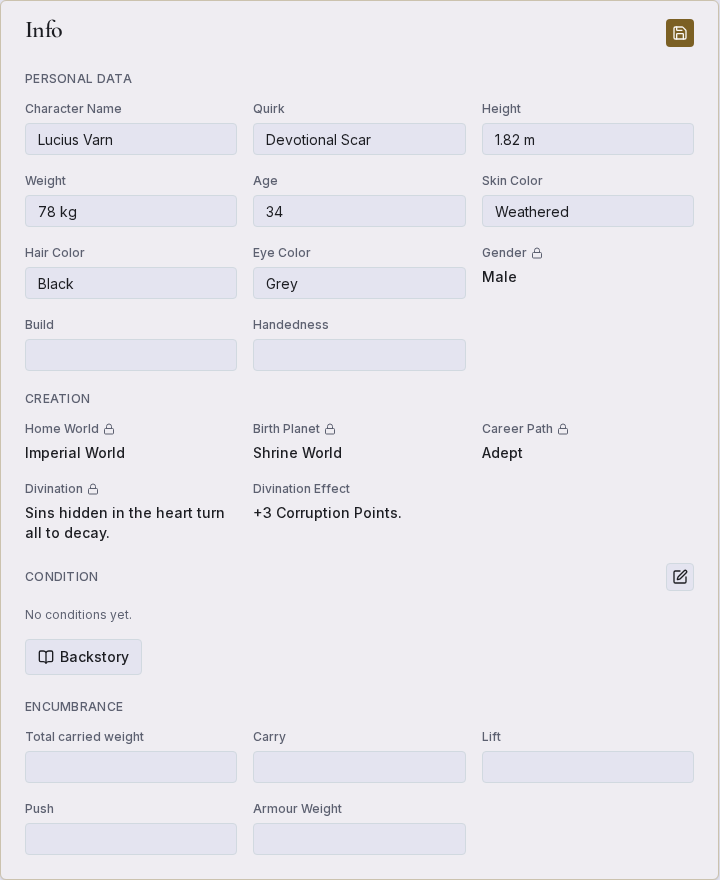 Info
PERSONAL DATA
Character Name
Quirk
Height
Lucius Varn
Devotional Scar
1.82 m
Weight
Age
Skin Color
78 kg
34
Weathered
Hair Color
Eye Color
Gender
Black
Grey
Male
Build
Handedness
CREATION
Home World
Birth Planet
Career Path
Imperial World
Shrine World
Adept
Divination
Divination Effect
Sins hidden in the heart turn
all to decay.
+3 Corruption Points.
CONDITION
No conditions yet.
Backstory
ENCUMBRANCE
Total carried weight
Carry
Lift
Push
Armour Weight